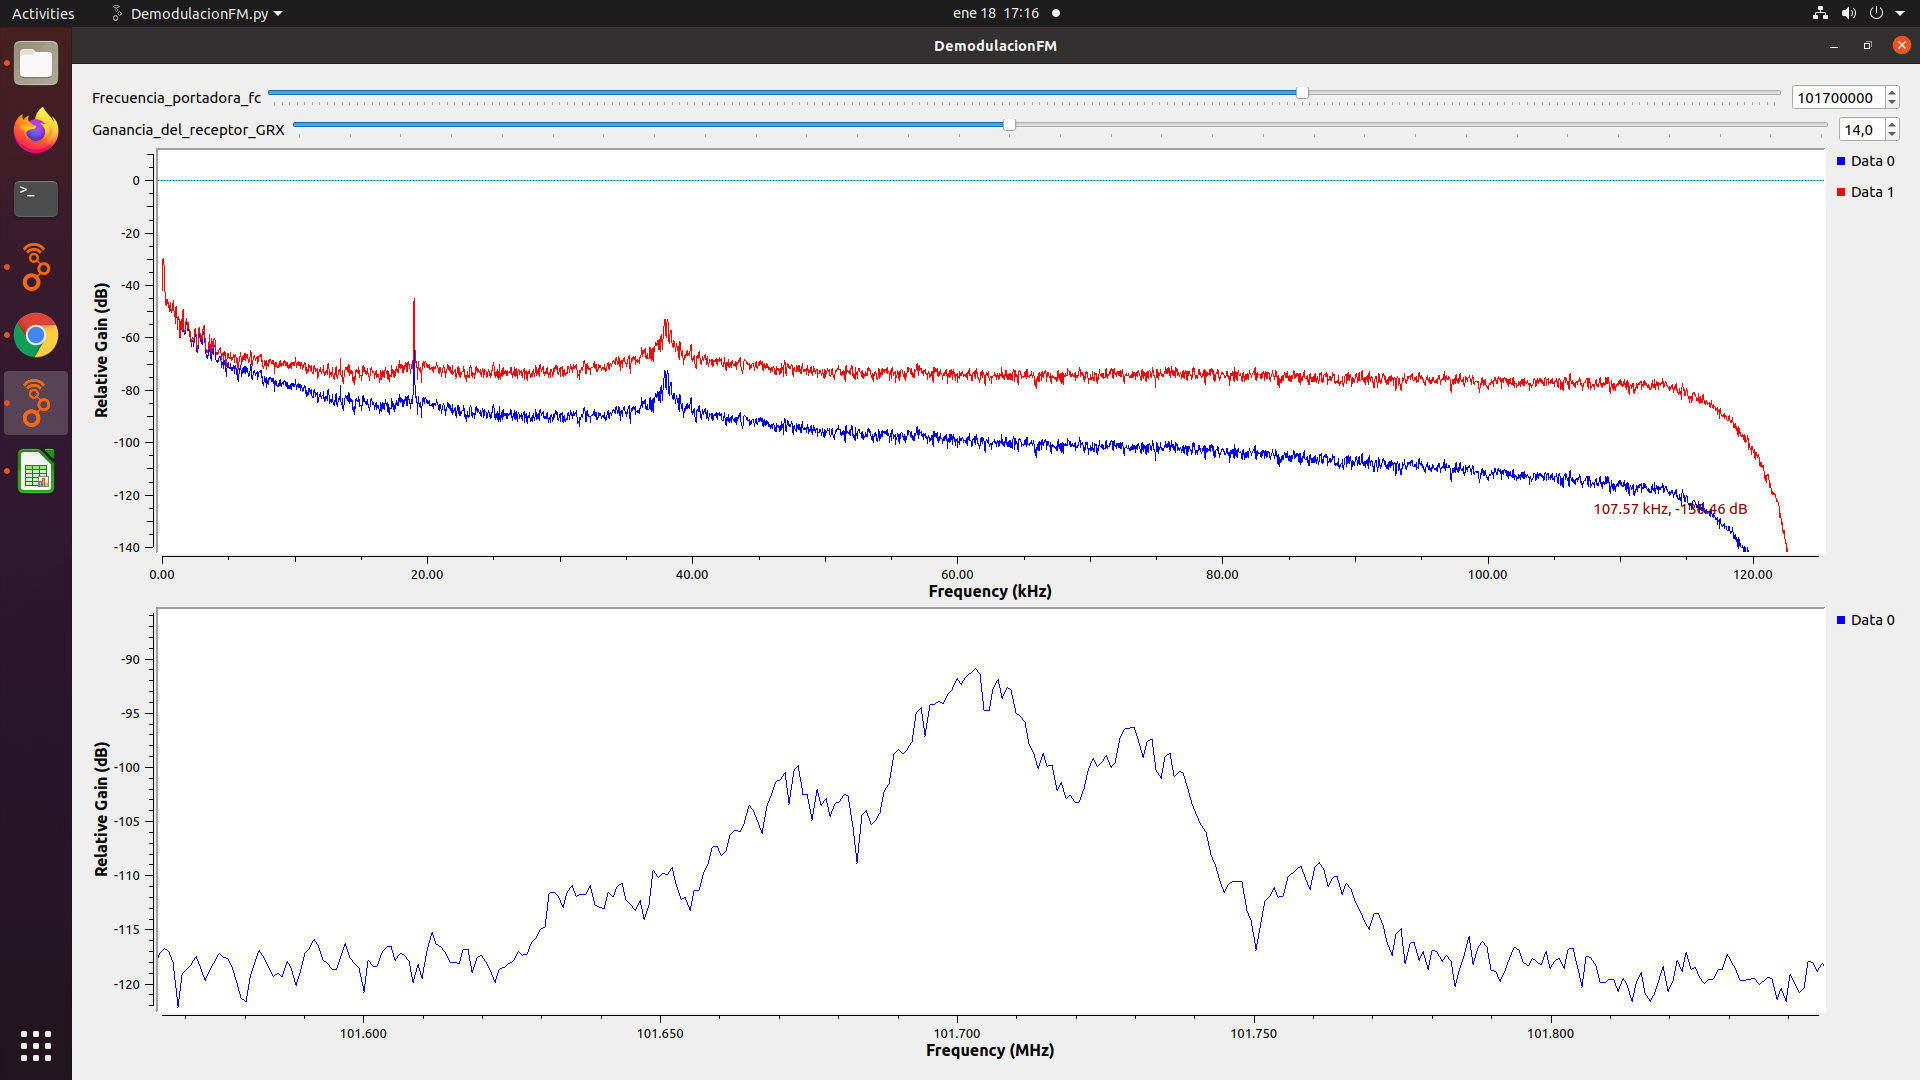 Activities
DemodulacionFM.py
ene 18 17:16
DemodulacionFM
Frecuencia_portadora_fc
101700000
Ganancia_del_receptor_GRX
14,0
Data 0
Data 1
0
-20
-40
-60
-80
-100
-120
-140
Relative Gain (dB)
107.57 kHz,
dB
0.00 20.00 40.00 60.00 80.00 100.00 120.00
Frequency (kHz)
Data 0
-90
-95
-100
-105
-110
-115
-120
Relative Gain (dB)
101.600 101.650 101.700 101.750 101.800
Frequency (MHz)